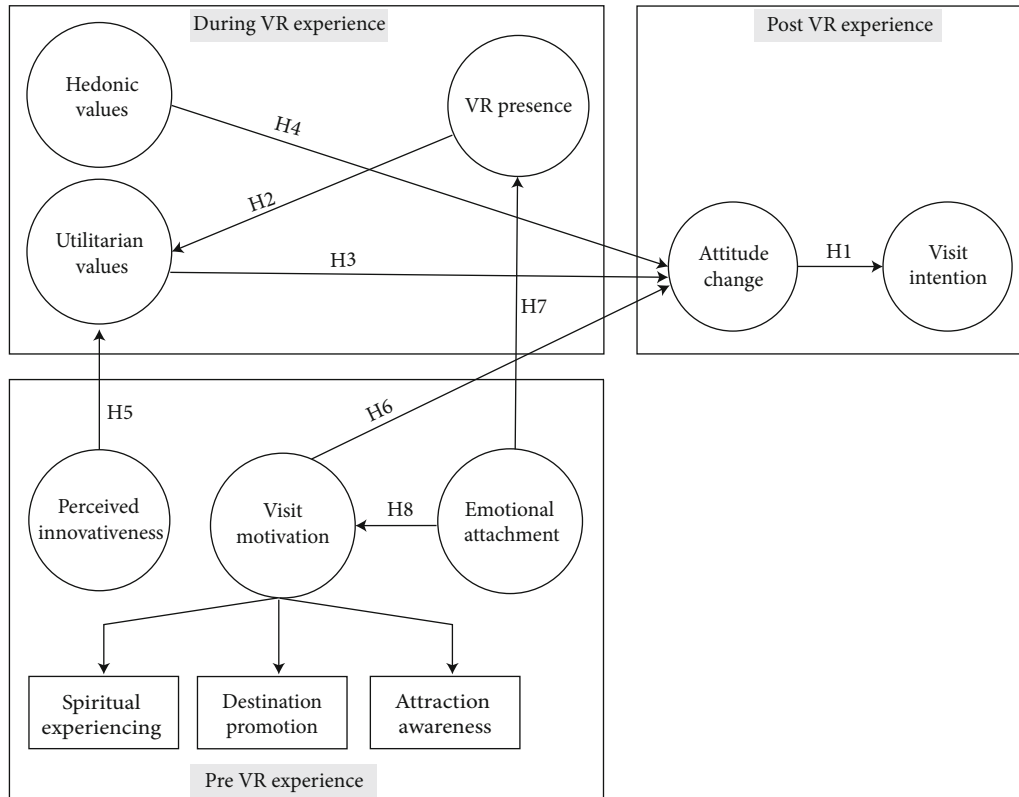 During VR experience
Post VR experience
Hedonic
values
VR presence
H4
H2
Utilitarian
values
H3
Attitude
change
H1
Visit
intention
H7
H5
H6
Perceived
innovativeness
Visit
motivation
H8
Emotional
attachment
Spiritual
experiencing
Destination
promotion
Attraction
awareness
Pre VR experience